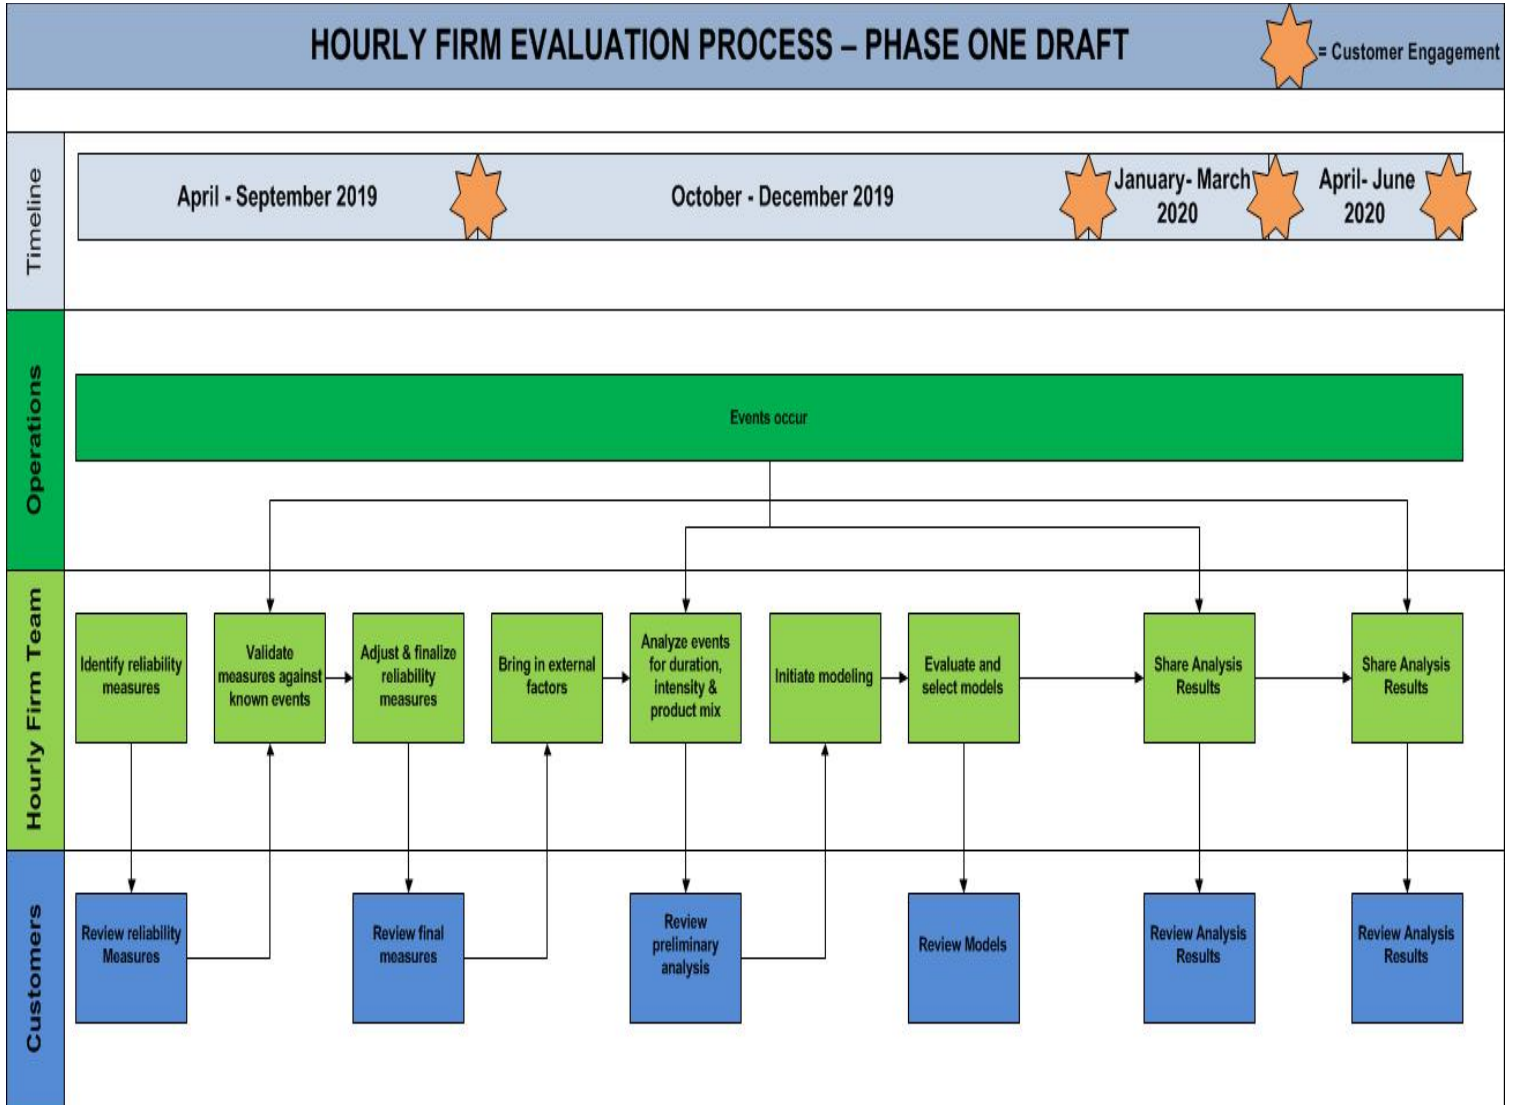 HOURLY FIRM EVALUATION PROCESS – PHASE ONE DRAFT
= Customer Engagement
Timeline
April - September 2019
October - December 2019
January- March
2020
April- June
2020
Operations
Events occur
Hourly Firm Team
Identify reliability
measures
Validate
measures against
known events
Adjust & finalize
reliability
measures
Bring in external
factors
Analyze events
for duration,
intensity &
product mix
Initiate modeling
Evaluate and
select models
Share Analysis
Results
Share Analysis
Results
Customers
Review reliability
Measures
Review final
measures
Review
preliminary
analysis
Review Models
Review Analysis
Results
Review Analysis
Results